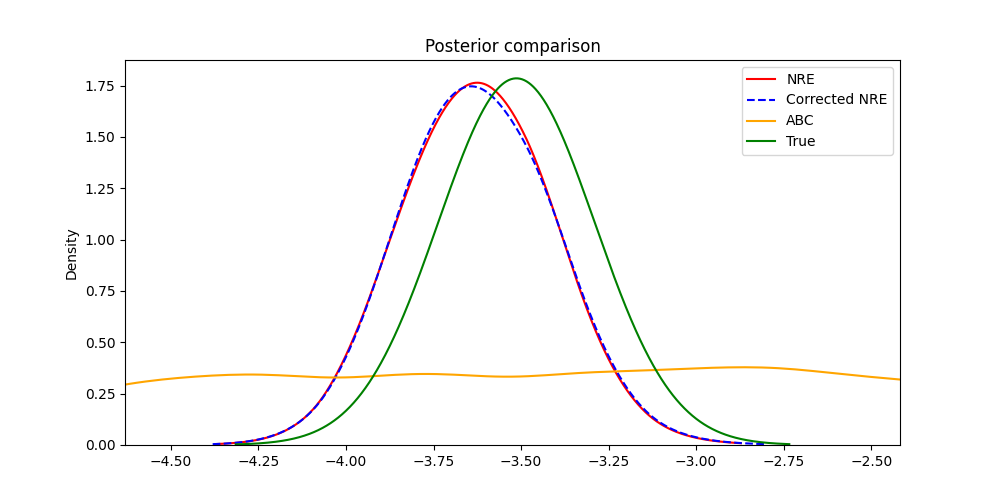 Posterior comparison
NRE
Corrected NRE
ABC
True
Density
1.75
1.50
1.25
1.00
0.75
0.50
0.25
0.00
−4.50 −4.25 −4.00 −3.75 −3.50 −3.25 −3.00 −2.75 −2.50